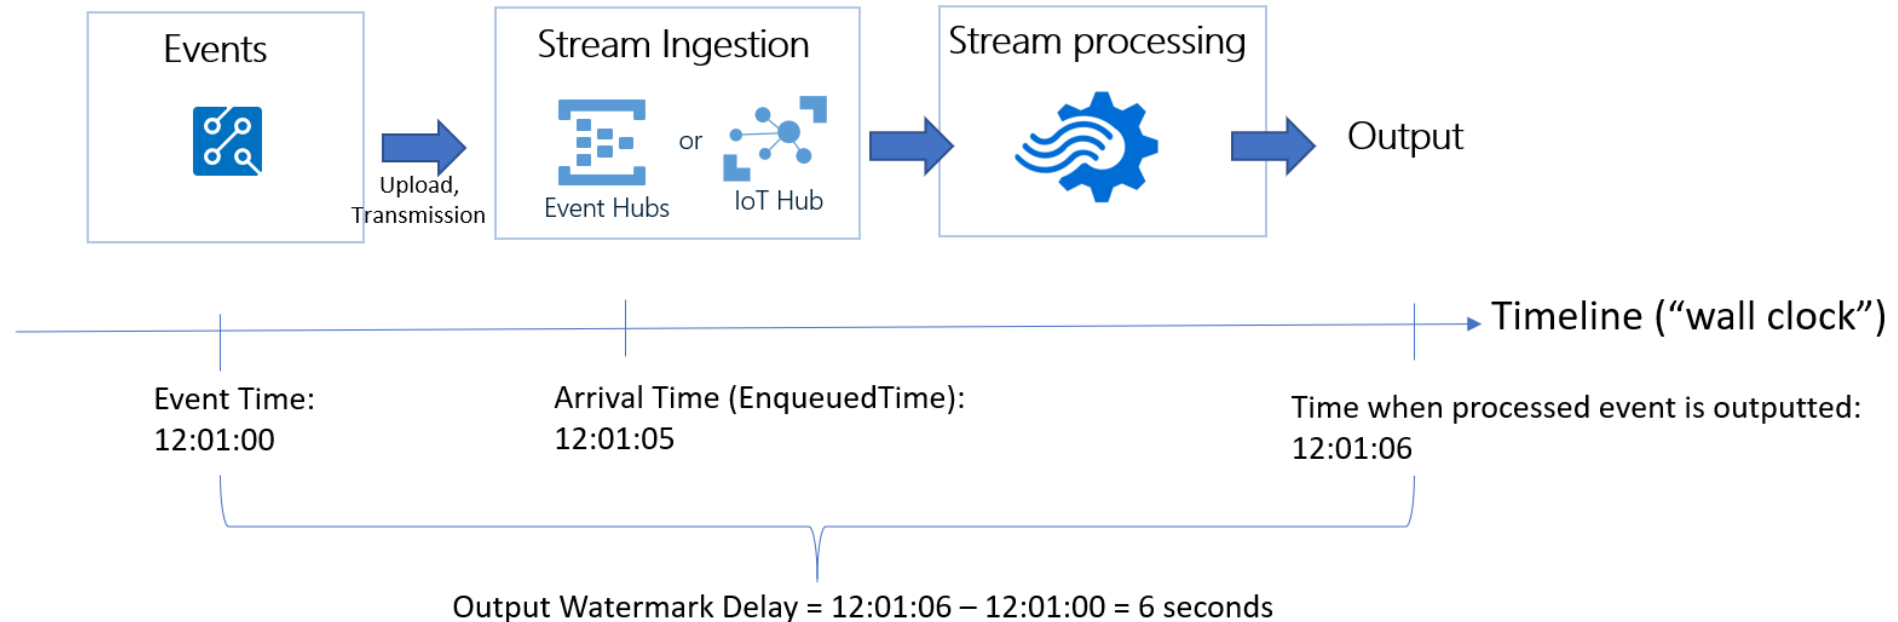 Events
Stream Ingestion
Stream processing
or
Output
Upload,
Transmission
Event Hubs
IoT Hub
Timeline (“wall clock”)
Event Time:
12:01:00
Arrival Time (EnqueuedTime):
12:01:05
Time when processed event is outputted:
12:01:06
Output Watermark Delay = 12:01:06 – 12:01:00 = 6 seconds